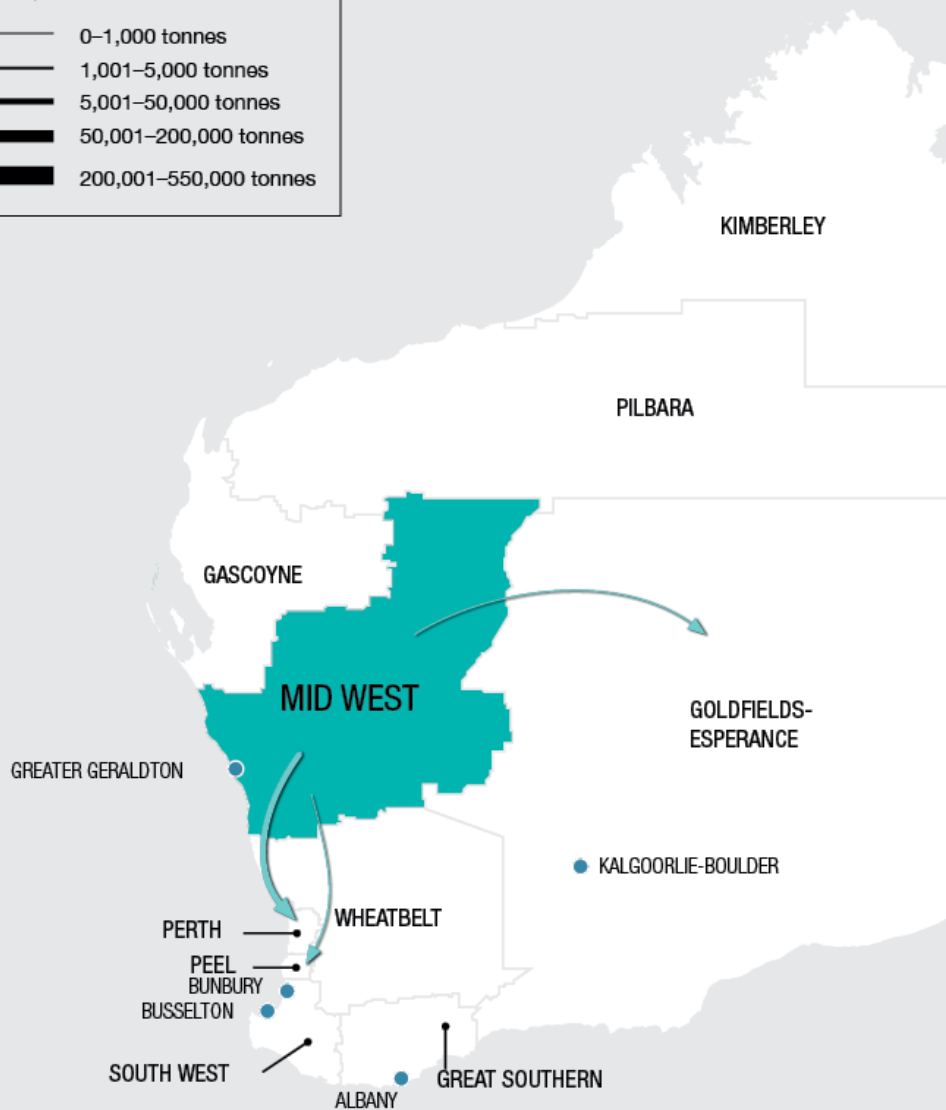 0–1,000 tonnes
1,001–5,000 tonnes
5,001–50,000 tonnes
50,001–200,000 tonnes
200,001–550,000 tonnes
KIMBERLEY
PILBARA
GASCOYNE
MID WEST
GOLDFIELDS-
ESPERANCE
GREATER GERALDTON
KALGOORLIE-BOULDER
WHEATBELT
PERTH
PEEL
BUNBURY
BUSSELTON
SOUTH WEST
GREAT SOUTHERN
ALBANY